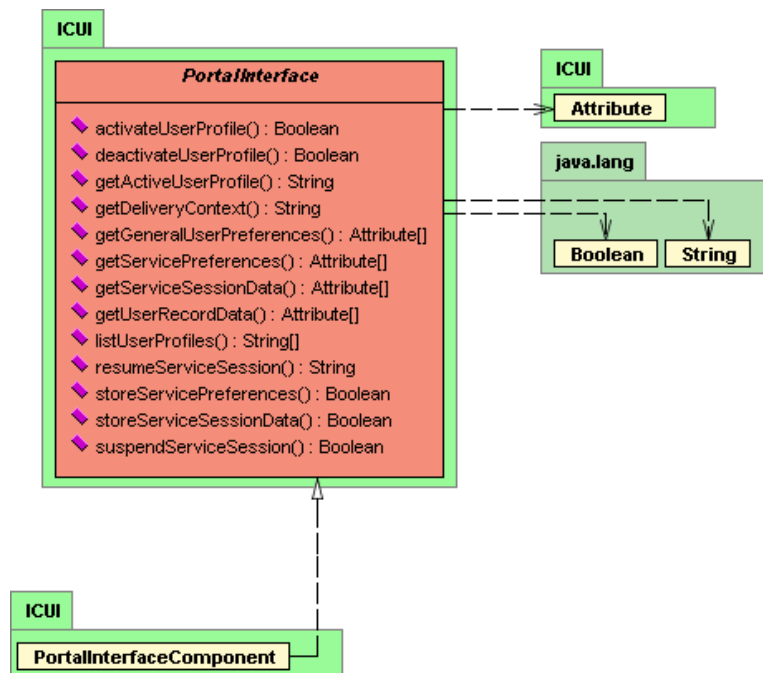 ICUI
PortalInterface
activateUserProfile() : Boolean
deactivateUserProfile() : Boolean
getActiveUserProfile() : String
getDeliveryContext() : String
getGeneralUserPreferences() : Attribute[]
getServicePreferences() : Attribute[]
getServiceSessionData() : Attribute[]
getUserRecordData() : Attribute[]
listUserProfiles() : String[]
resumeServiceSession() : String
storeServicePreferences() : Boolean
storeServiceSessionData() : Boolean
suspendServiceSession() : Boolean
ICUI
Attribute
java.lang
Boolean
String
ICUI
PortalInterfaceComponent